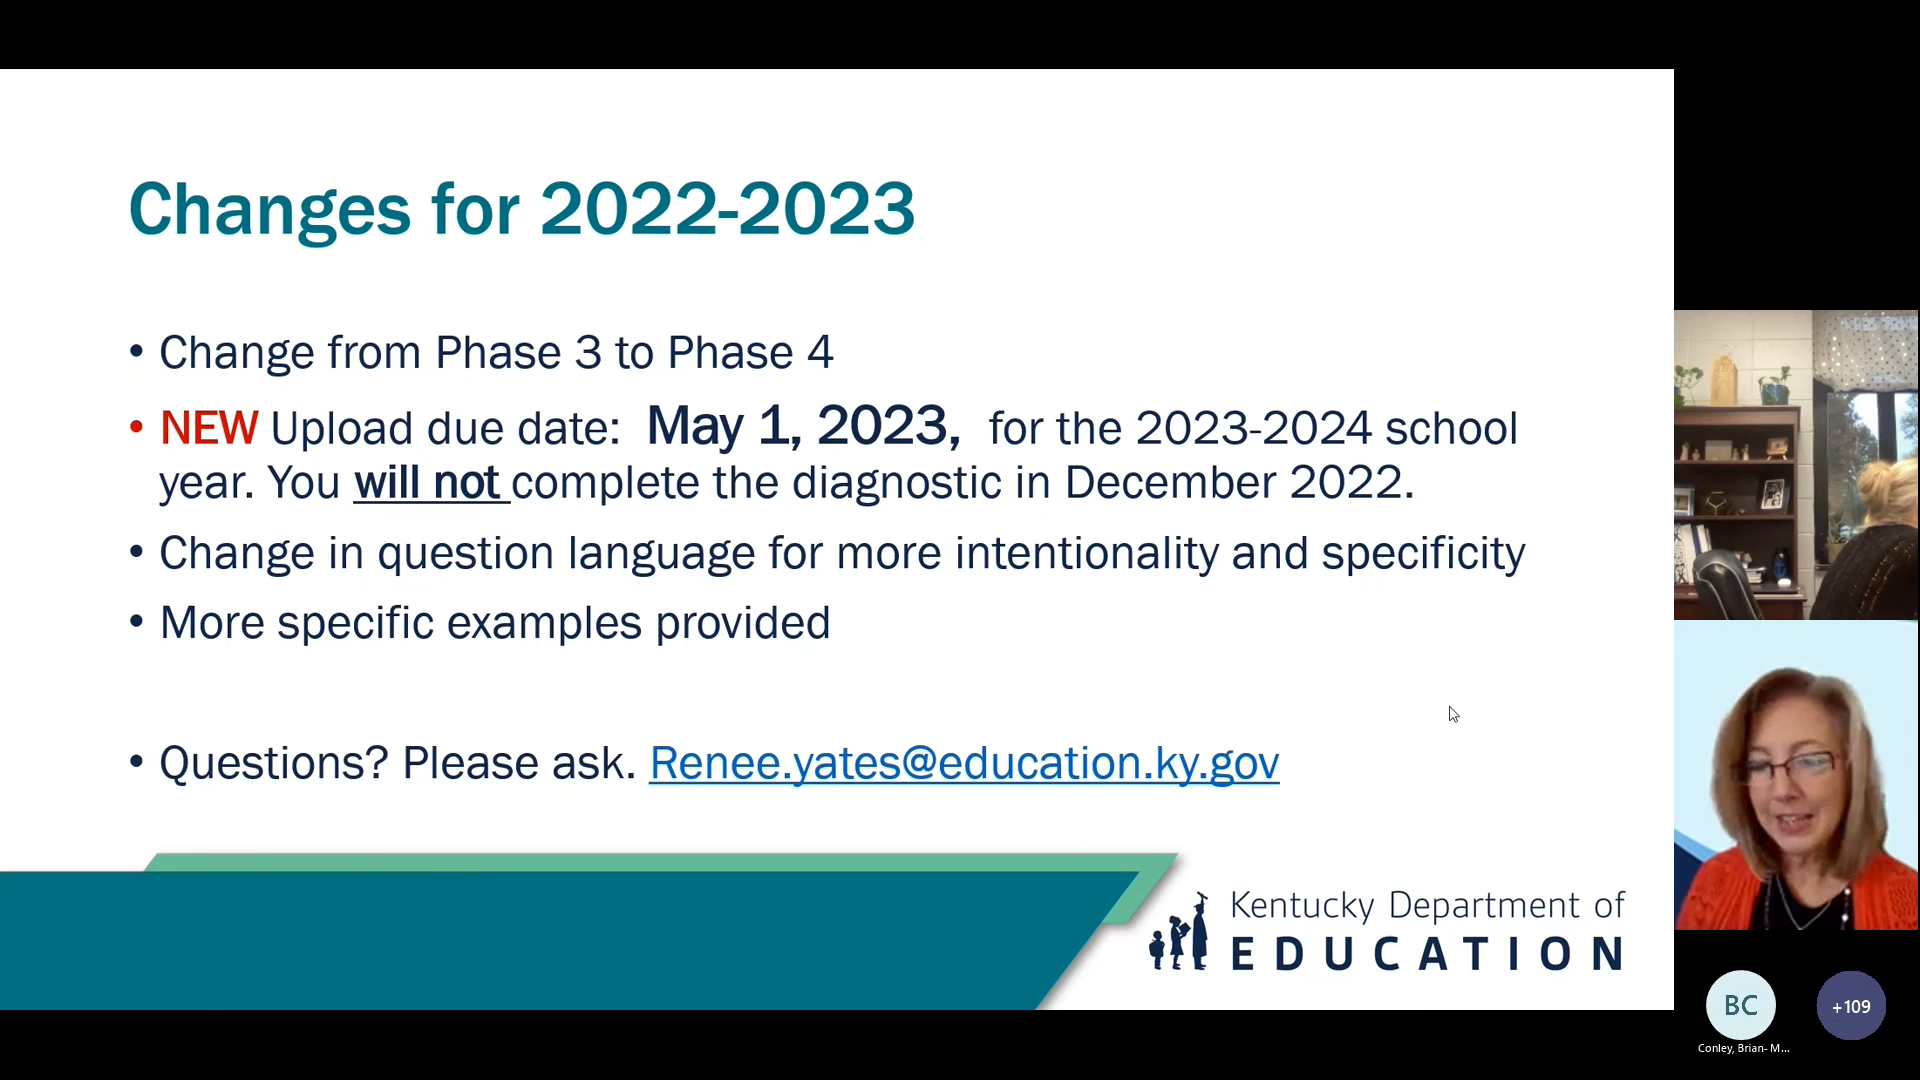 Changes for 2022-2023
• Change from Phase 3 to Phase 4
• NEW Upload due date: May 1, 2023, for the 2023-2024 school
year. You will not complete the diagnostic in December 2022.
• Change in question language for more intentionality and specificity
• More specific examples provided
• Questions? Please ask. Renee.yates@education.ky.gov
Kentucky Department of
EDUCATION
BC
+109
Conley, Brian- M...